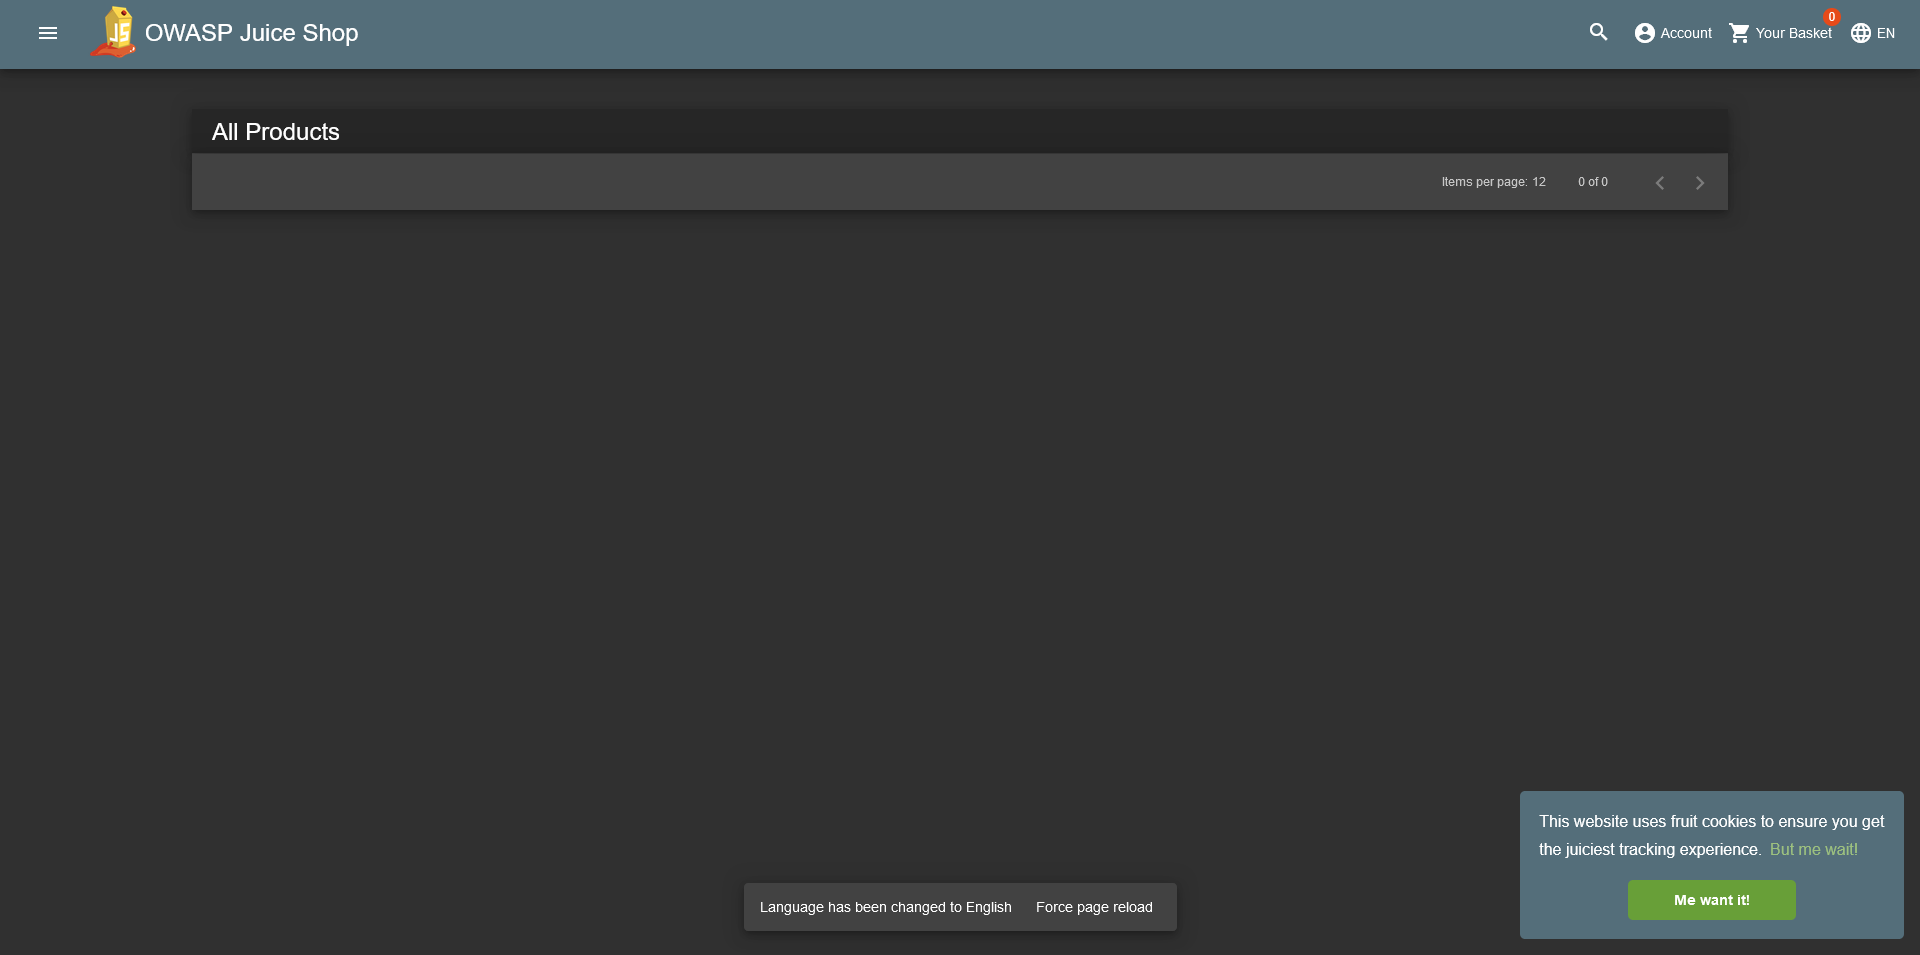 JS
OWASP Juice Shop
Account
Your Basket
0
EN
All Products
Items per page: 12
0 of 0
This website uses fruit cookies to ensure you get
the juiciest tracking experience. But me wait!
Me want it!
Language has been changed to English
Force page reload